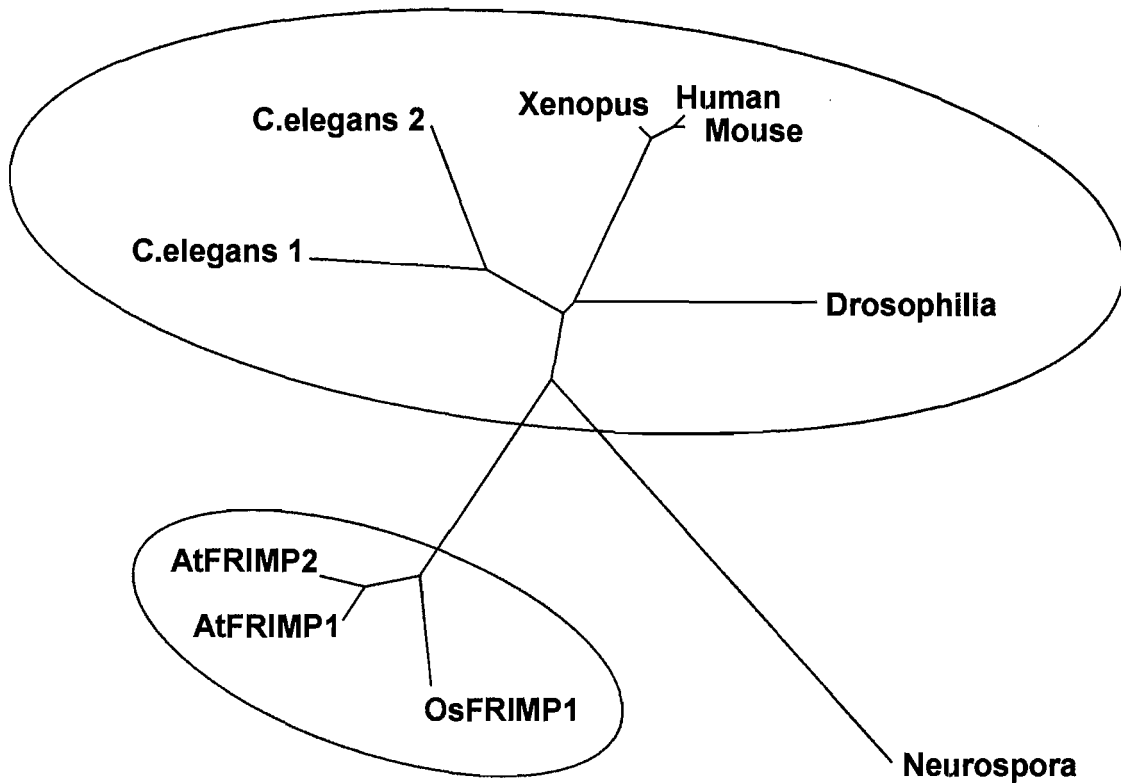 Xenopus
Human
Mouse
C.elegans 2
C.elegans 1
Drosophilia
AtFRIMP2
AtFRIMP1
OsFRIMP1
Neurospora